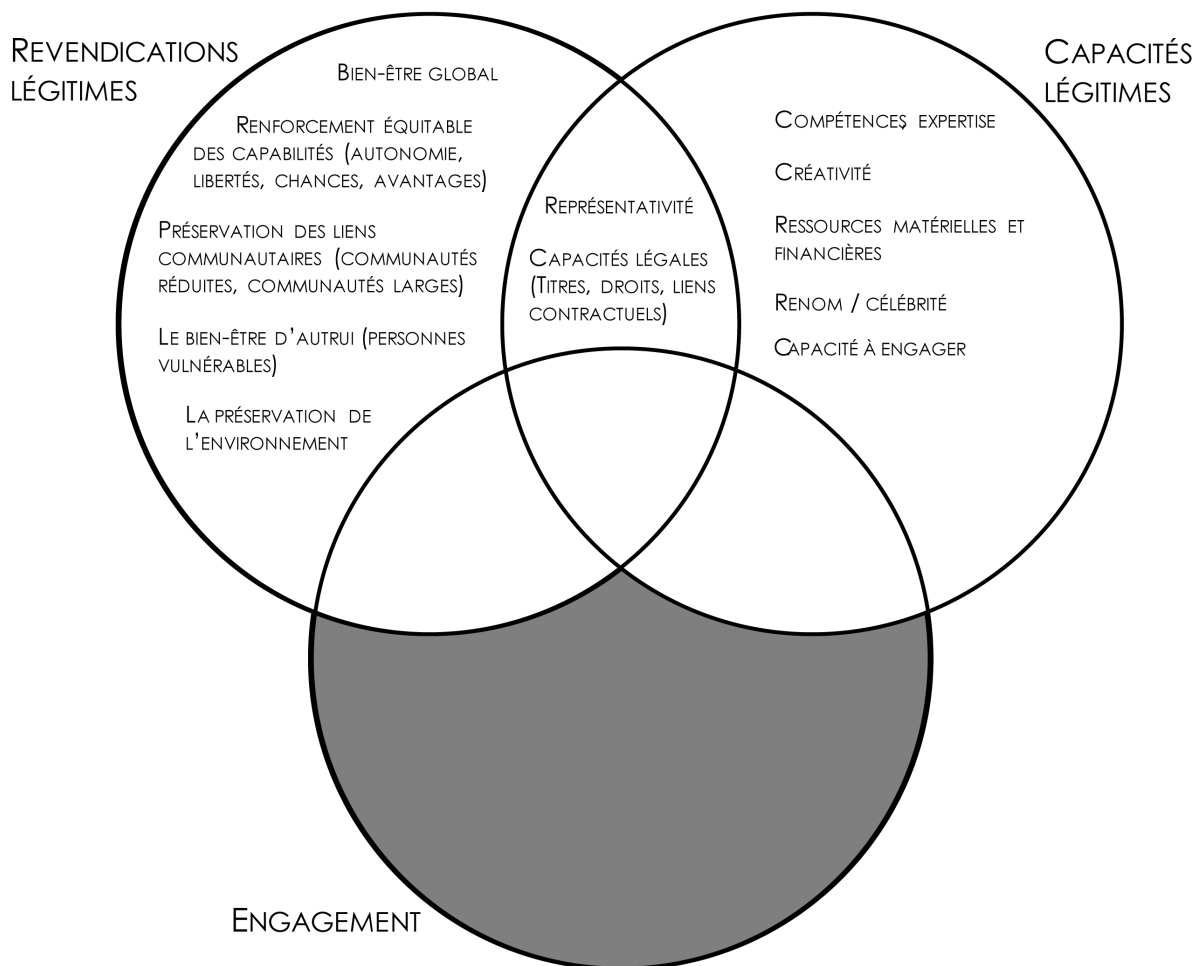 REVENDICATIONS
LÉGITIMES
BIEN-ÊTRE GLOBAL
RENFORCEMENT ÉQUITABLE
DES CAPABILITÉS (AUTONOMIE,
LIBERTÉS, CHANCES, AVANTAGES)
PRÉSERVATION DES LIENS
COMMUNAUTAIRES (COMMUNAUTÉS
RÉDUITES, COMMUNAUTÉS LARGES)
LE BIEN-ÊTRE D'AUTRUI (PERSONNES
VULNÉRABLES)
LA PRÉSERVATION DE
L'ENVIRONNEMENT
REPRÉSENTATIVITÉ
CAPACITÉS LÉGALES
(TITRES, DROITS, LIENS
CONTRACTUELS)
CAPACITÉS
LÉGITIMES
COMPÉTENCES, EXPERTISE
CRÉATIVITÉ
RESSOURCES MATÉRIELLES ET
FINANCIÈRES
RENOM / CÉLÉBRITÉ
CAPACITÉ À ENGAGER
ENGAGEMENT